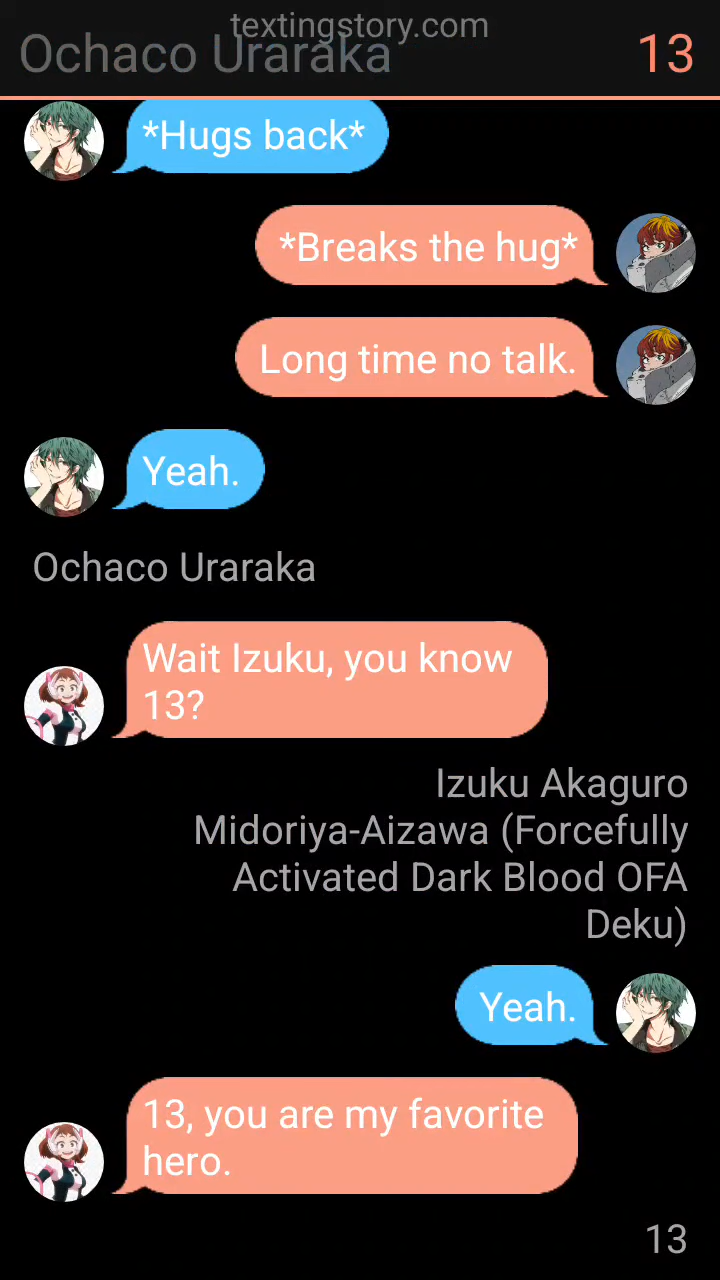 textingstory.com
Ochaco Uraraka
13
*Hugs back*
*Breaks the hug*
Long time no talk.
Yeah.
Ochaco Uraraka
Wait Izuku, you know
13?
Izuku Akaguro
Midoriya-Aizawa (Forcefully
Activated Dark Blood OFA
Deku)
Yeah.
13, you are my favorite
hero.
13